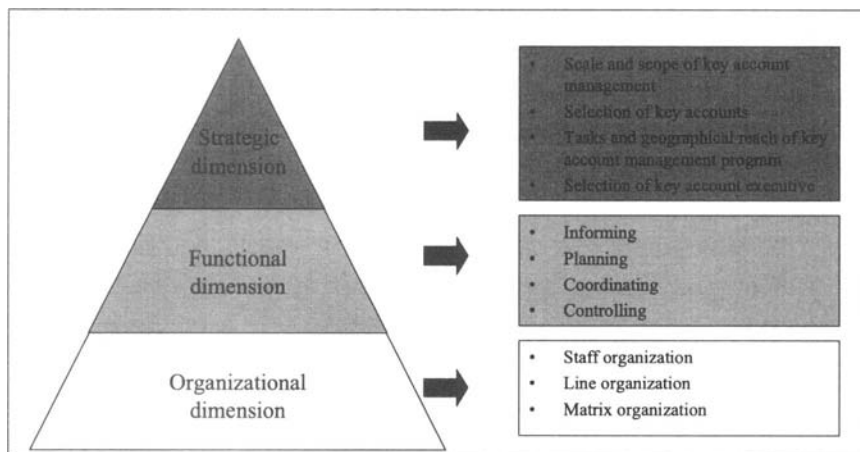 Strategic
dimension
• Scale and scope of key account
management
• Selection of key accounts
• Tasks and geographical reach of key
account management program
• Selection of key account executive
Functional
dimension
• Informing
• Planning
• Coordinating
• Controlling
Organizational
dimension
• Staff organization
• Line organization
• Matrix organization